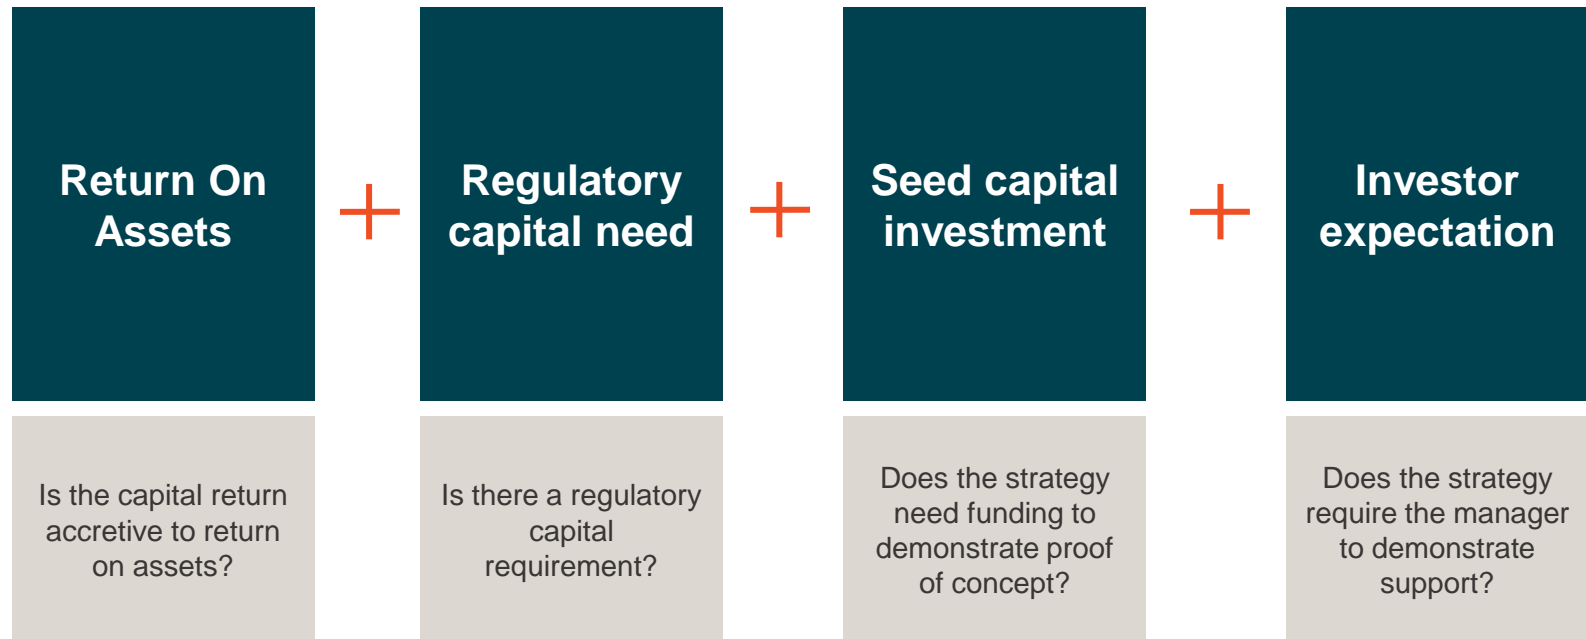 Return On
Assets
Regulatory
capital need
Seed capital
investment
Investor
expectation
Is the capital return
accretive to return
on assets?
Is there a regulatory
capital
requirement?
Does the strategy
need funding to
demonstrate proof
of concept?
Does the strategy
require the manager
to demonstrate
support?